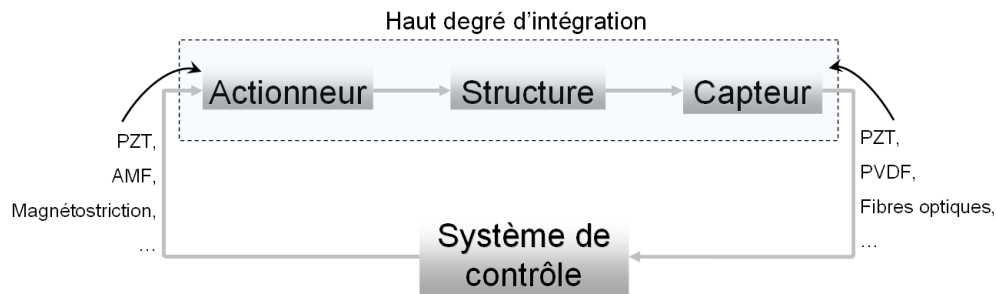 Haut degré d'intégration
Actionneur
Structure
Capteur
PZT,
AMF,
Magnétostriction,
…
PZT,
PVDF,
Fibres optiques,
…
Système de
contrôle